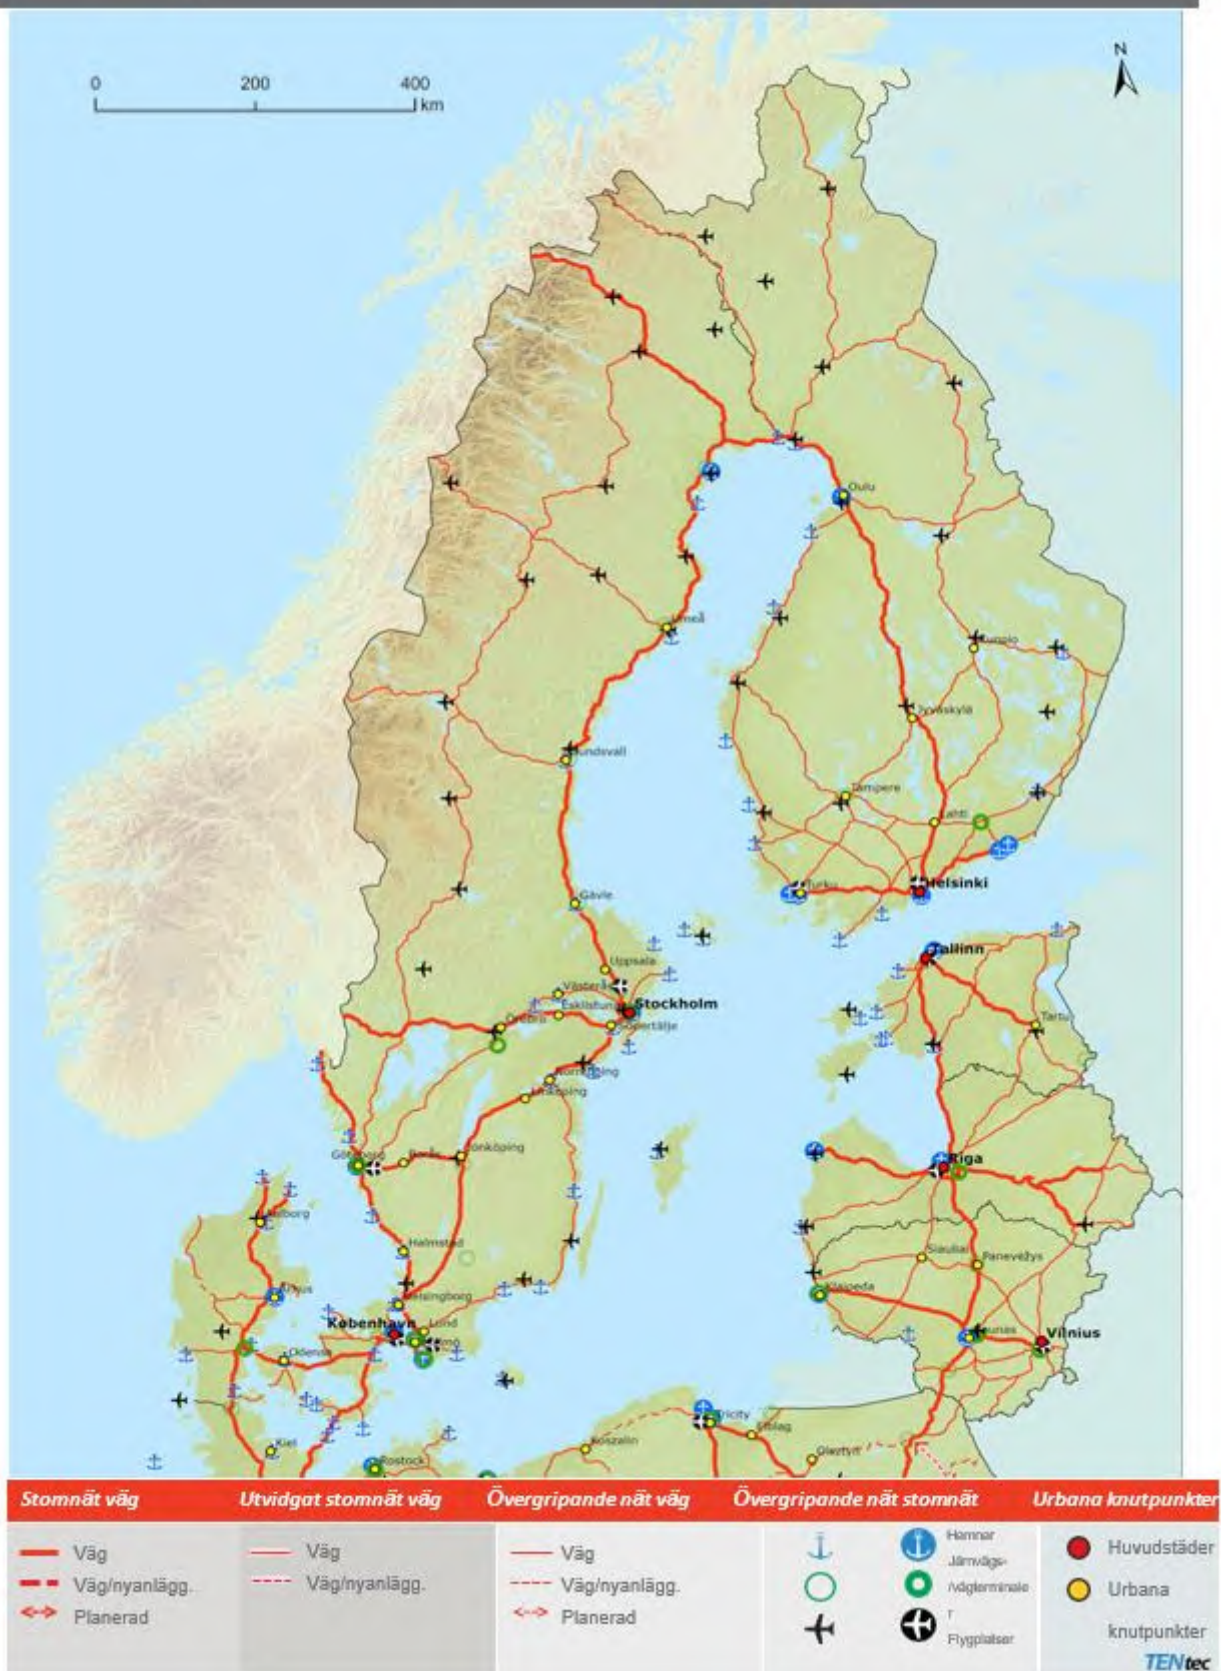 0 200 400
km
N
Oulu
Umeå
Kuopio
Jyväskylä
Sundsvall
Tampere
Lahti
Turku
Helsinki
Gävle
Uppsala
Tallinn
Västerås
Eskilstuna
Stockholm
Örebro
Södertälje
Tartu
Norrköping
Linköping
Göteborg
Borås
Jönköping
Riga
Aalborg
Halmstad
Siauliai
Panevėžys
Århus
Helsingborg
Klaipeda
København
Lund
Kaunas
Vilnius
Odense
Tricity
Elblag
Koszalin
Olsztyn
Kiel
Rostock
Stomnät väg
Utvidgat stomnät väg
Övergripande nät väg
Övergripande nät stomnät
Urbana knutpunkter
Väg
Väg/nyanlägg.
Planerad
Väg
Väg/nyanlägg.
Väg
Väg/nyanlägg.
Planerad
Hamnar
Järnvägs-
/vägterminale
r
Flygplatser
Huvudstäder
Urbana
knutpunkter
TENtec